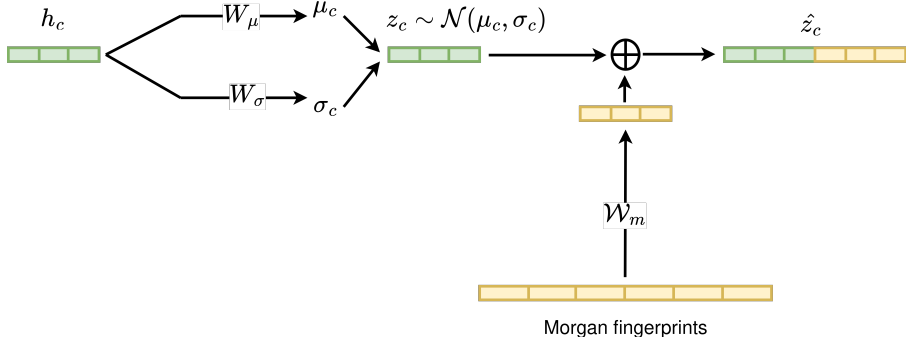 h_c
W_μ
μ_c
z_c ∼ 𝒩(μ_c, σ_c)
ẑ_c
W_σ
σ_c
𝒲_m
Morgan fingerprints